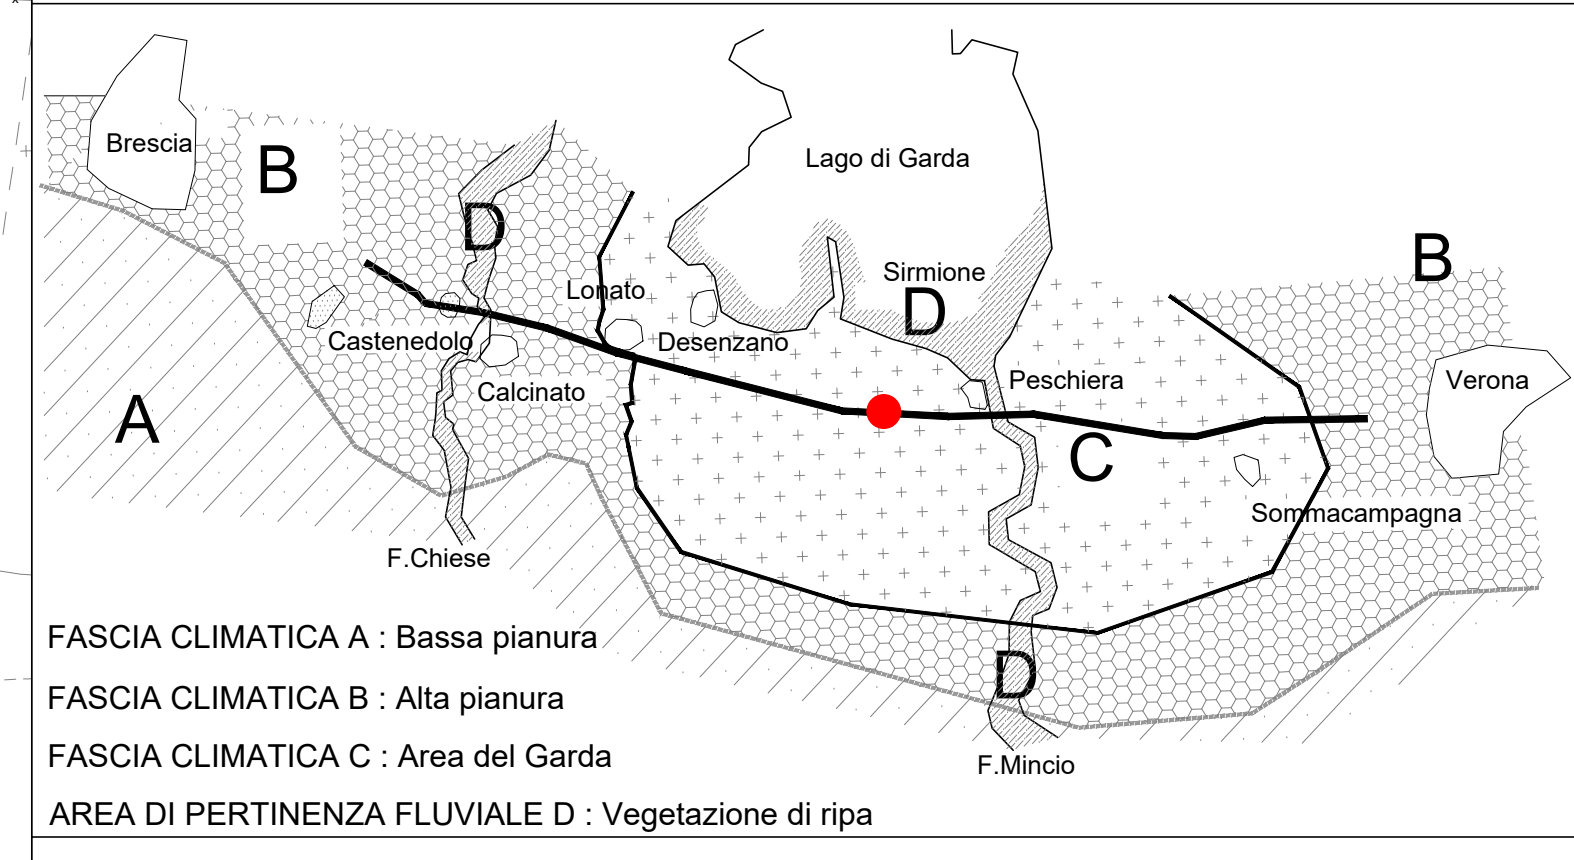 Brescia
B
D
Lago di Garda
Sirmione
D
B
Lonato
Castenedolo
Desenzano
Calcinato
Peschiera
Verona
A
C
Sommacampagna
F.Chiese
D
F.Mincio
FASCIA CLIMATICA A : Bassa pianura
FASCIA CLIMATICA B : Alta pianura
FASCIA CLIMATICA C : Area del Garda
AREA DI PERTINENZA FLUVIALE D : Vegetazione di ripa